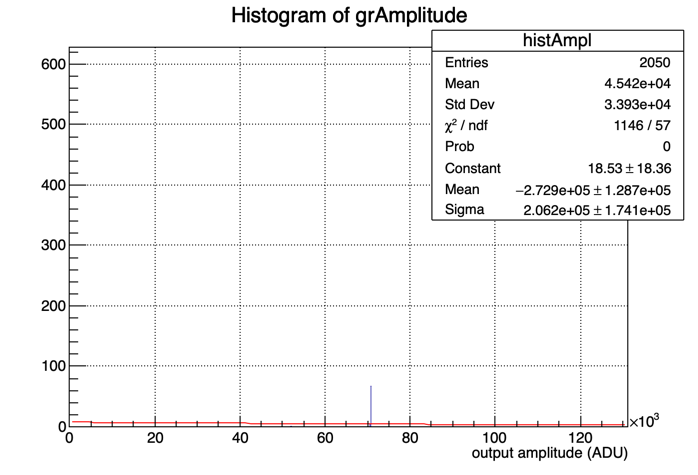 Histogram of grAmplitude
histAmpl
Entries 2050
Mean 4.542e+04
Std Dev 3.393e+04
χ² / ndf 1146 / 57
Prob 0
Constant 18.53 ± 18.36
Mean −2.729e+05 ± 1.287e+05
Sigma 2.062e+05 ± 1.741e+05
600
500
400
300
200
100
0
0 20 40 60 80 100 120 ×10³
output amplitude (ADU)